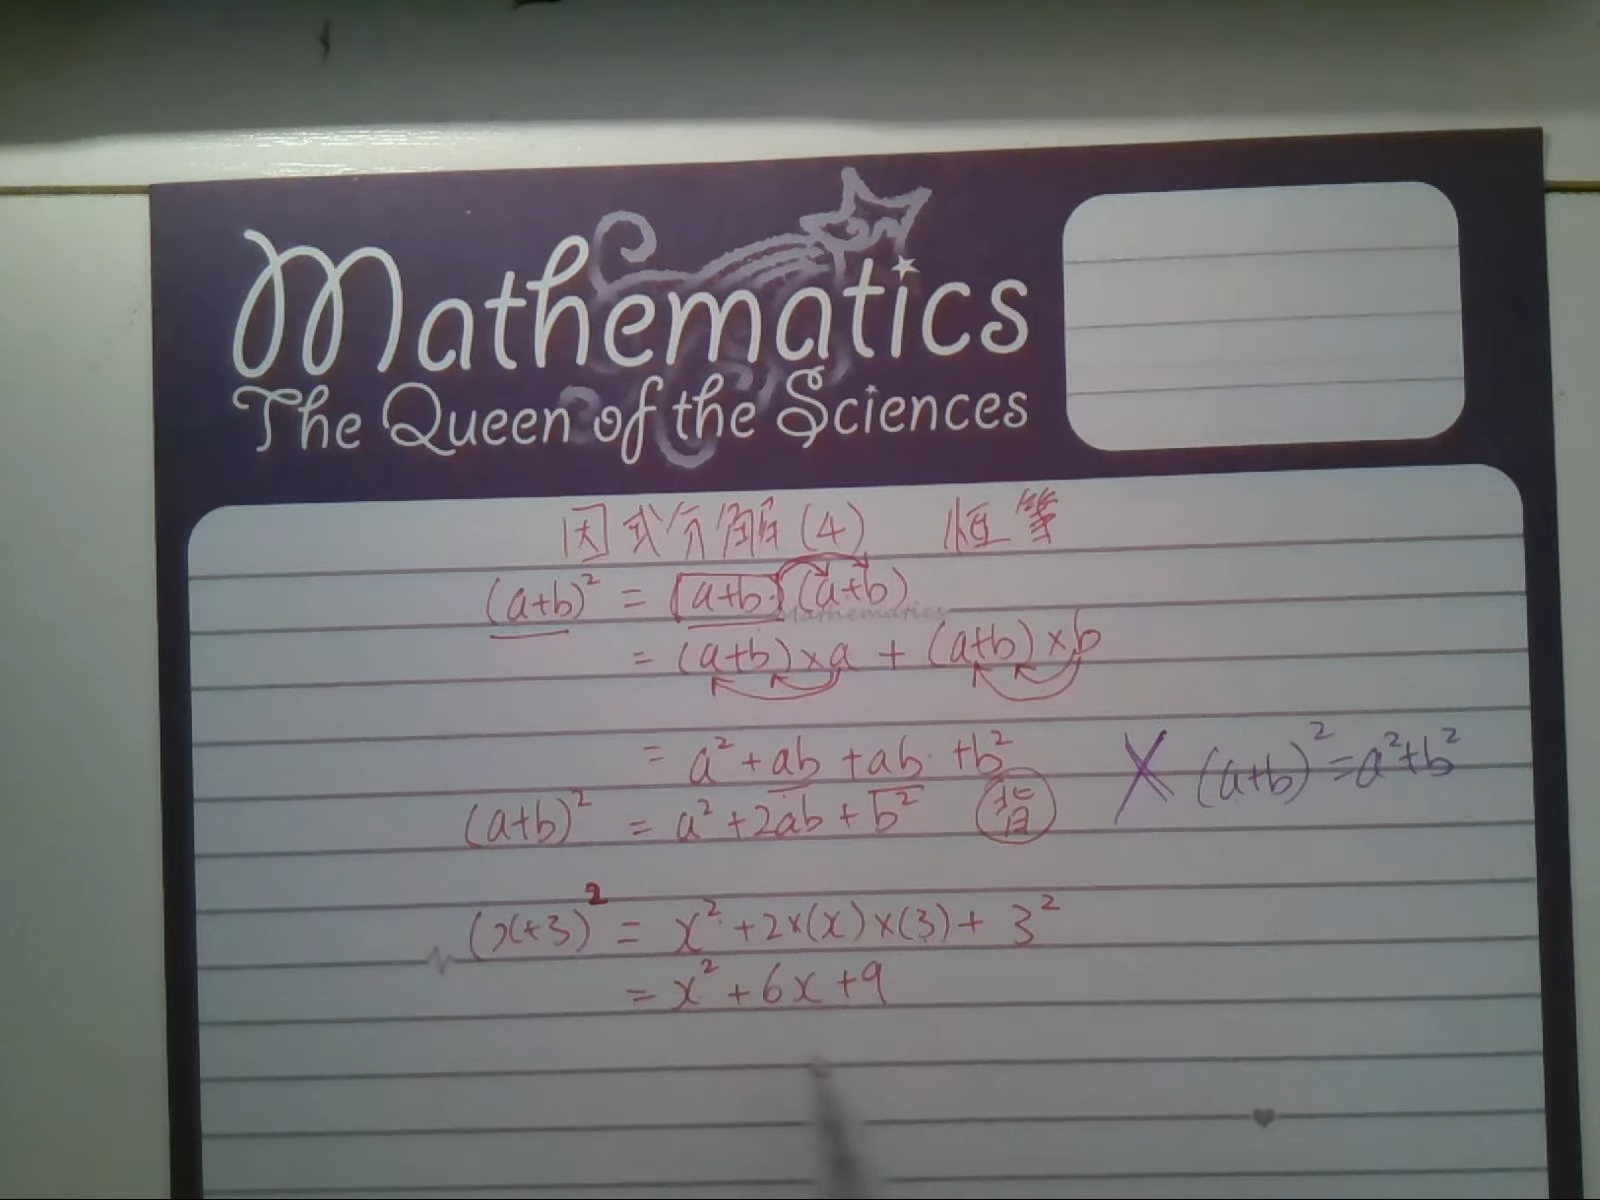 Mathematics
The Queen of the Sciences
因式分解(4) 恒等
(a+b)² = (a+b)(a+b)
Mathematics
= (a+b)×a + (a+b)×b
= a²+ab+ab+b² X (a+b)²=a²+b²
(a+b)² = a²+2ab+b² 背
(x+3)² = x²+2×(x)×(3)+3²
= x²+6x+9